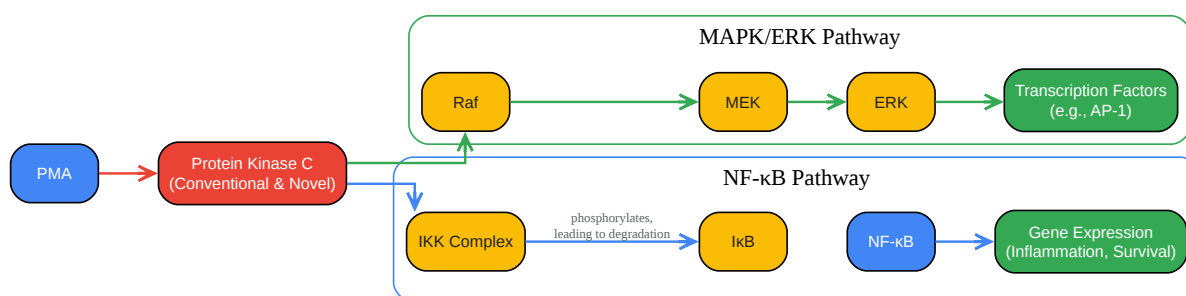 MAPK/ERK Pathway
Raf
MEK
ERK
Transcription Factors
(e.g., AP-1)
PMA
Protein Kinase C
(Conventional & Novel)
NF-κB Pathway
IKK Complex
phosphorylates,
leading to degradation
IκB
NF-κB
Gene Expression
(Inflammation, Survival)